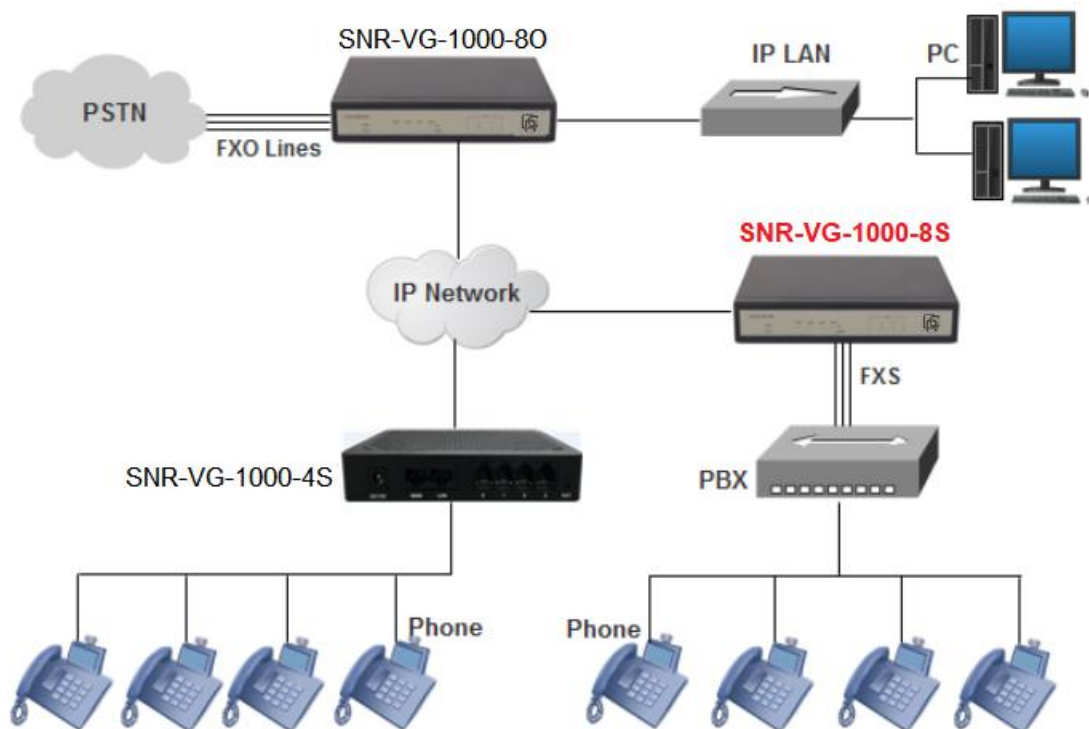 SNR-VG-1000-8O
IP LAN
PC
PSTN
FXO Lines
SNR-VG-1000-8S
IP Network
FXS
SNR-VG-1000-4S
PBX
Phone
Phone